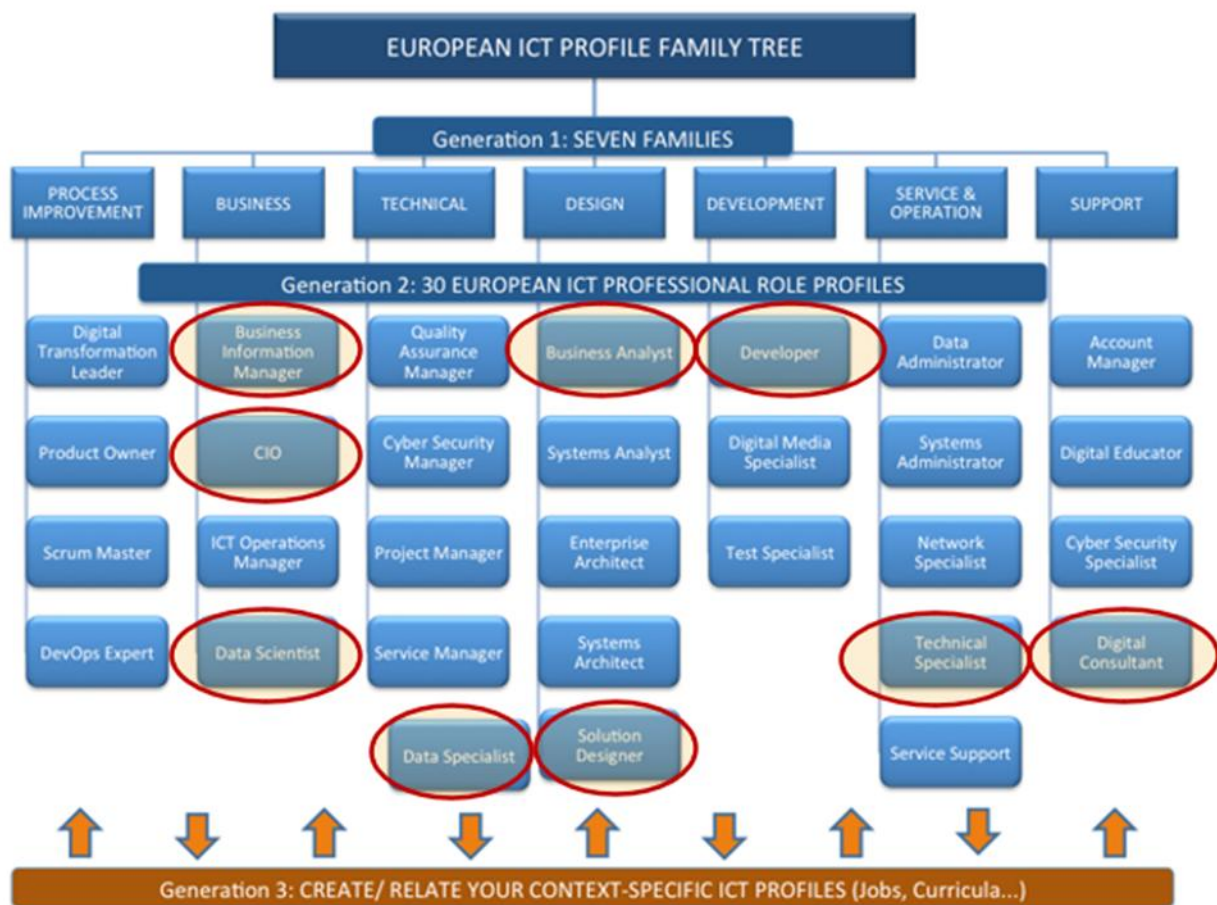 EUROPEAN ICT PROFILE FAMILY TREE
Generation 1: SEVEN FAMILIES
PROCESS
IMPROVEMENT
BUSINESS
TECHNICAL
DESIGN
DEVELOPMENT
SERVICE &
OPERATION
SUPPORT
Generation 2: 30 EUROPEAN ICT PROFESSIONAL ROLE PROFILES
Digital
Transformation
Leader
Business
Information
Manager
Quality
Assurance
Manager
Business Analyst
Developer
Data
Administrator
Account
Manager
Product Owner
CIO
Cyber Security
Manager
Systems Analyst
Digital Media
Specialist
Systems
Administrator
Digital Educator
Scrum Master
ICT Operations
Manager
Project Manager
Enterprise
Architect
Test Specialist
Network
Specialist
Cyber Security
Specialist
DevOps Expert
Data Scientist
Service Manager
Systems
Architect
Technical
Specialist
Digital
Consultant
Data Specialist
Solution
Designer
Service Support
Generation 3: CREATE/ RELATE YOUR CONTEXT-SPECIFIC ICT PROFILES (Jobs, Curricula...)